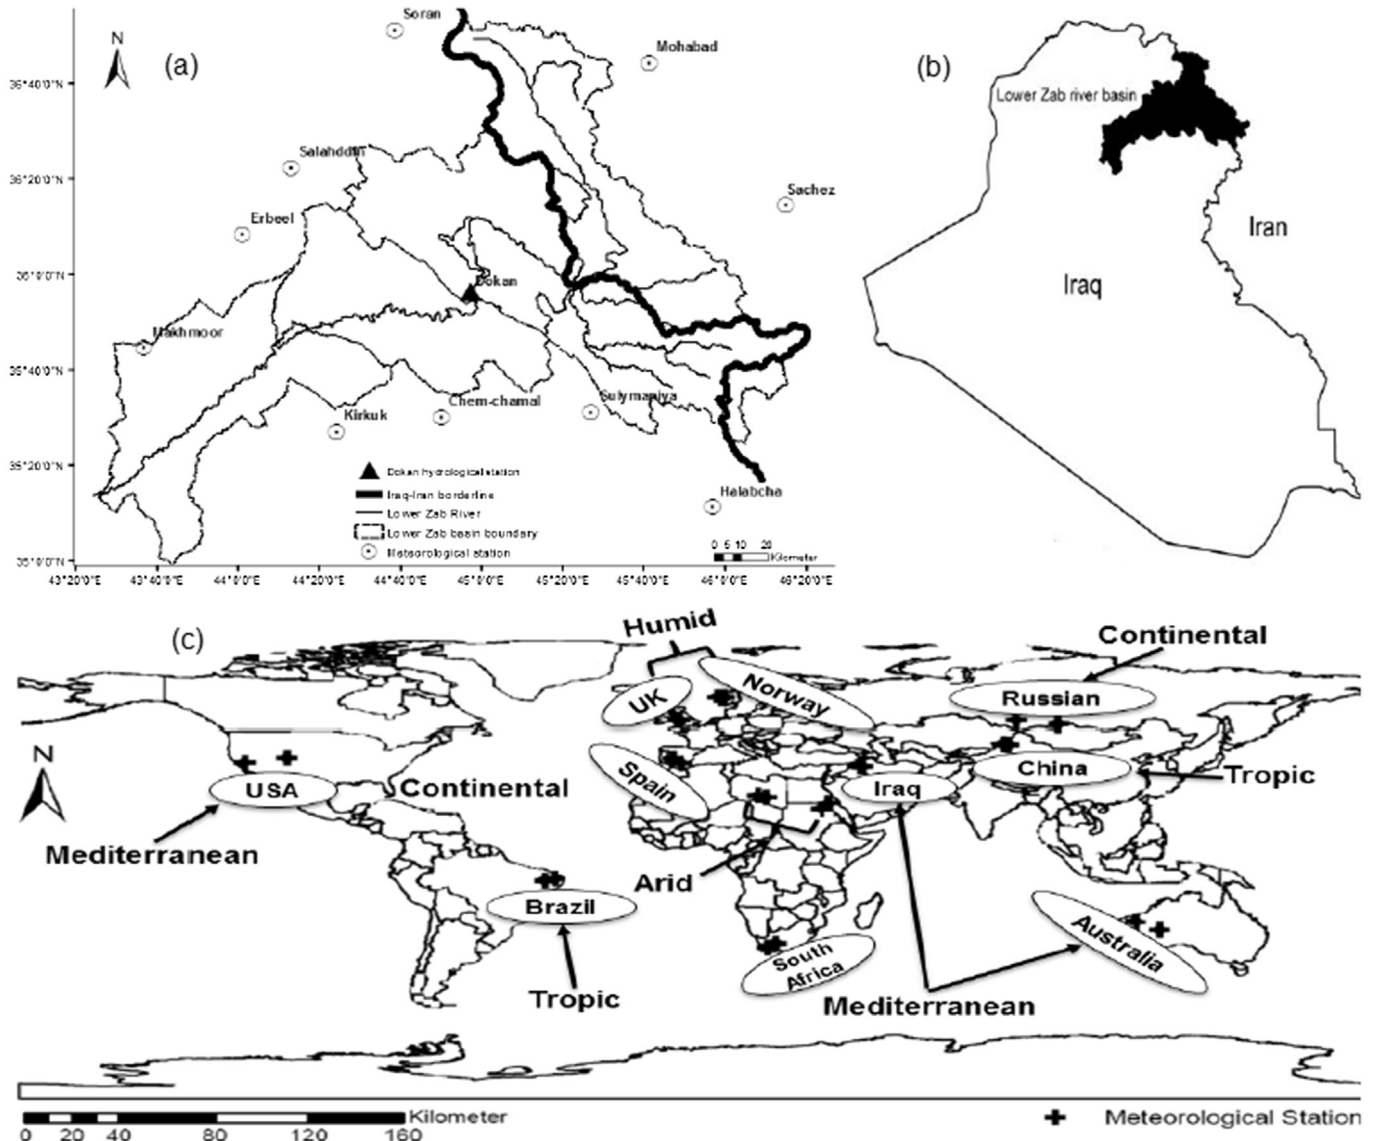 Soran
N
(a)
Mohabad
36°40'0"N
Salahddin
36°20'0"N
Sachez
Erbeel
36°0'0"N
Dokan
Makhmoor
35°40'0"N
Sulymaniya
Chem-chamal
Kirkuk
35°20'0"N
Dokan hydrological station
Iraq-Iran borderline
Lower Zab River
Lower Zab basin boundary
Meteorological station
Halabcha
0 5 10 20
Kilometer
35°0'0"N
43°20'0"E 43°40'0"E 44°0'0"E 44°20'0"E 44°40'0"E 45°0'0"E 45°20'0"E 45°40'0"E 46°0'0"E 46°20'0"E
(b)
Lower Zab river basin
Iran
Iraq
(c)
Humid
Continental
UK
Norway
Russian
N
Spain
China
Tropic
USA
Continental
Iraq
Mediterranean
Arid
Brazil
Australia
South
Africa
Tropic
Mediterranean
Kilometer
0 20 40 80 120 160
Meteorological Station